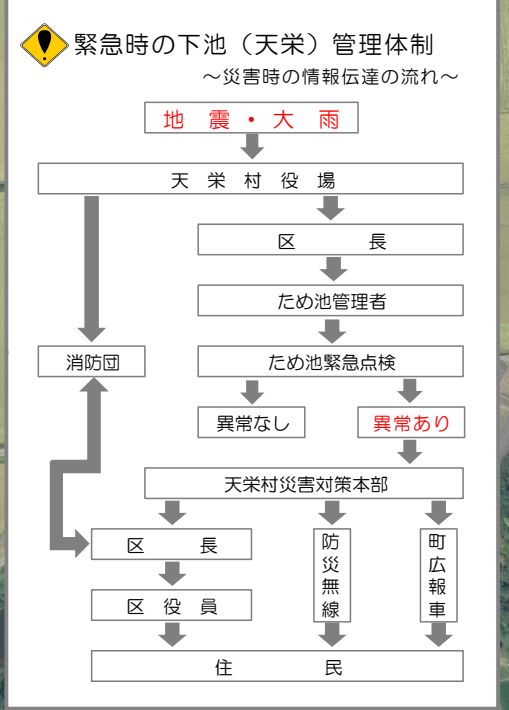 緊急時の下池（天栄）管理体制
～災害時の情報伝達の流れ～
地 震 ・ 大 雨
天 栄 村 役 場
区 長
ため池管理者
消防団
ため池緊急点検
異常なし
異常あり
天栄村災害対策本部
区 長
防災無線
町広報車
区 役 員
住 民